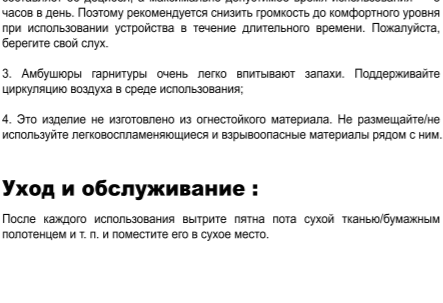 часов в день. Поэтому рекомендуется снизить громкость до комфортного уровня
при использовании устройства в течение длительного времени. Пожалуйста,
берегите свой слух.
3. Амбушюры гарнитуры очень легко впитывают запахи. Поддерживайте
циркуляцию воздуха в среде использования;
4. Это изделие не изготовлено из огнестойкого материала. Не размещайте/не
используйте легковоспламеняющиеся и взрывоопасные материалы рядом с ним.
Уход и обслуживание :
После каждого использования вытрите пятна пота сухой тканью/бумажным
полотенцем и т. п. и поместите его в сухое место.